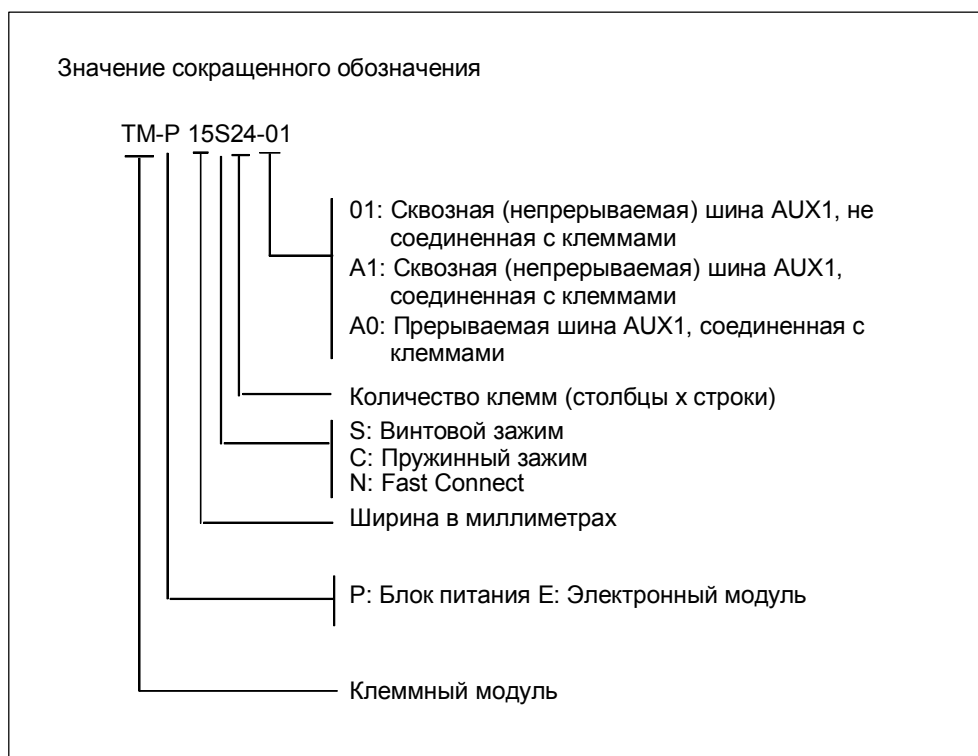 Значение сокращенного обозначения
TM-P 15S24-01
01: Сквозная (непрерываемая) шина AUX1, не
соединенная с клеммами
A1: Сквозная (непрерываемая) шина AUX1,
соединенная с клеммами
A0: Прерываемая шина AUX1, соединенная с
клеммами
Количество клемм (столбцы x строки)
S: Винтовой зажим
C: Пружинный зажим
N: Fast Connect
Ширина в миллиметрах
P: Блок питания E: Электронный модуль
Клеммный модуль